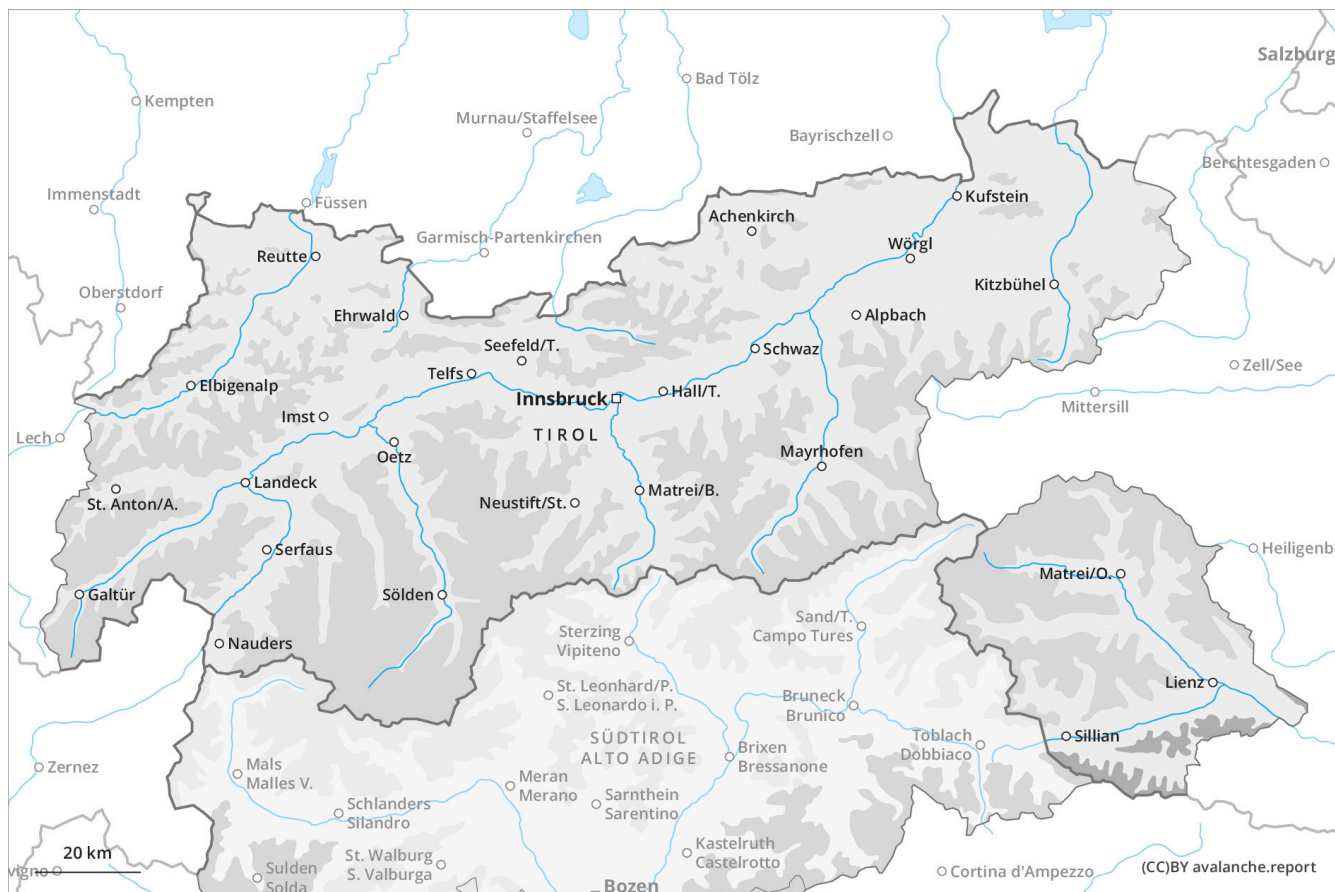 Salzburg
Kempten
Bad Tölz
Murnau/Staffelsee
Bayrischzell
Berchtesgaden
Immenstadt
Füssen
Kufstein
Achenkirch
Garmisch-Partenkirchen
Wörgl
Reutte
Oberstdorf
Kitzbühel
Ehrwald
Alpbach
Seefeld/T.
Schwaz
Zell/See
Telfs
Elbigenalp
Hall/T.
Innsbruck
Mittersill
Imst
TIROL
Lech
Oetz
Mayrhofen
Landeck
Matrei/B.
St. Anton/A.
Neustift/St.
Serfaus
Heiligenb
Matrei/O.
Galtür
Sölden
Sand/T.
Campo Tures
Sterzing
Vipiteno
Nauders
St. Leonhard/P.
S. Leonardo i. P.
Lienz
Bruneck
Brunico
SÜDTIROL
ALTO ADIGE
Toblach
Dobbiaco
Sillian
Brixen
Bressanone
Zernez
Mals
Malles V.
Meran
Merano
Schlanders
Silandro
Sarnthein
Sarentino
20 km
vigno
St. Walburg
S. Valburga
Kastelruth
Castelrotto
Sulden
Solda
Cortina d'Ampezzo
(CC)BY avalanche.report
Bozen